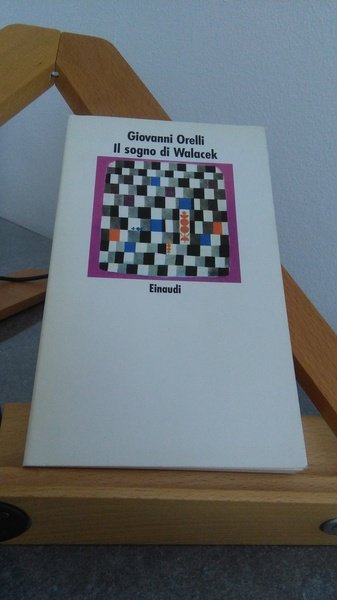 Giovanni Orelli
Il sogno di Walacek
Einaudi